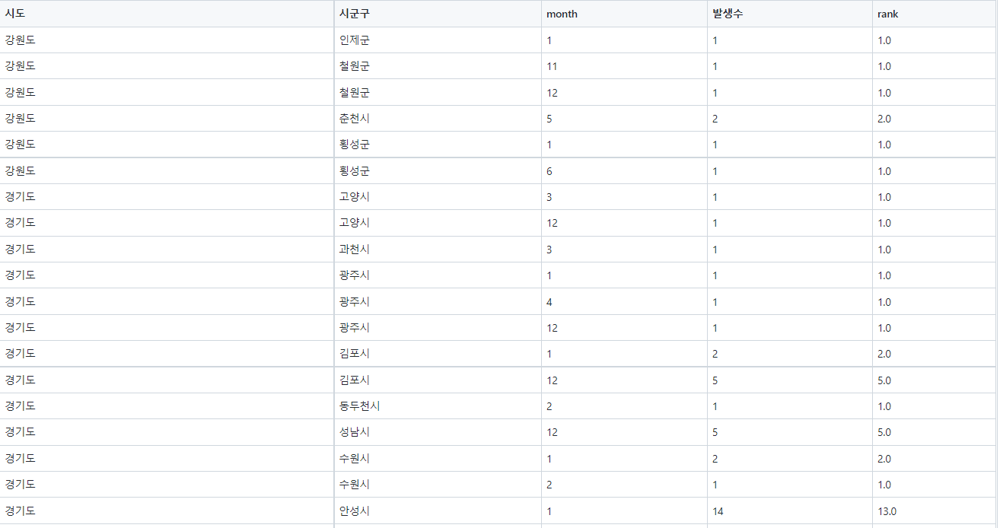 시도 시군구 month 발생수 rank
강원도 인제군 1 1 1.0
강원도 철원군 11 1 1.0
강원도 철원군 12 1 1.0
강원도 춘천시 5 2 2.0
강원도 횡성군 1 1 1.0
강원도 횡성군 6 1 1.0
경기도 고양시 3 1 1.0
경기도 고양시 12 1 1.0
경기도 과천시 3 1 1.0
경기도 광주시 1 1 1.0
경기도 광주시 4 1 1.0
경기도 광주시 12 1 1.0
경기도 김포시 1 2 2.0
경기도 김포시 12 5 5.0
경기도 동두천시 2 1 1.0
경기도 성남시 12 5 5.0
경기도 수원시 1 2 2.0
경기도 수원시 2 1 1.0
경기도 안성시 1 14 13.0